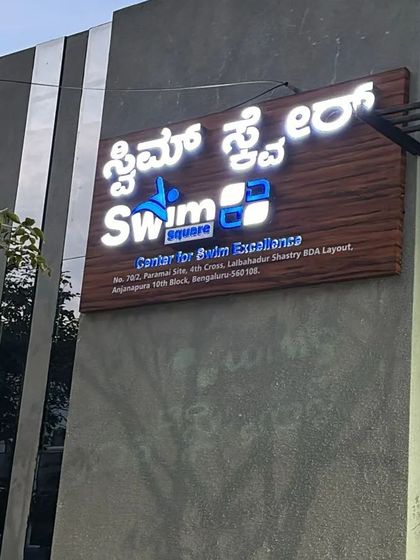 ಸ್ವಿಮ್ ಸ್ಕ್ವೇರ್
Swim
Square
Center for Swim Excellence
No. 70/2, Paramai Site, 4th Cross, Lalbahadur Shastry BDA Layout,
Anjanapura 10th Block, Bengaluru-560108.